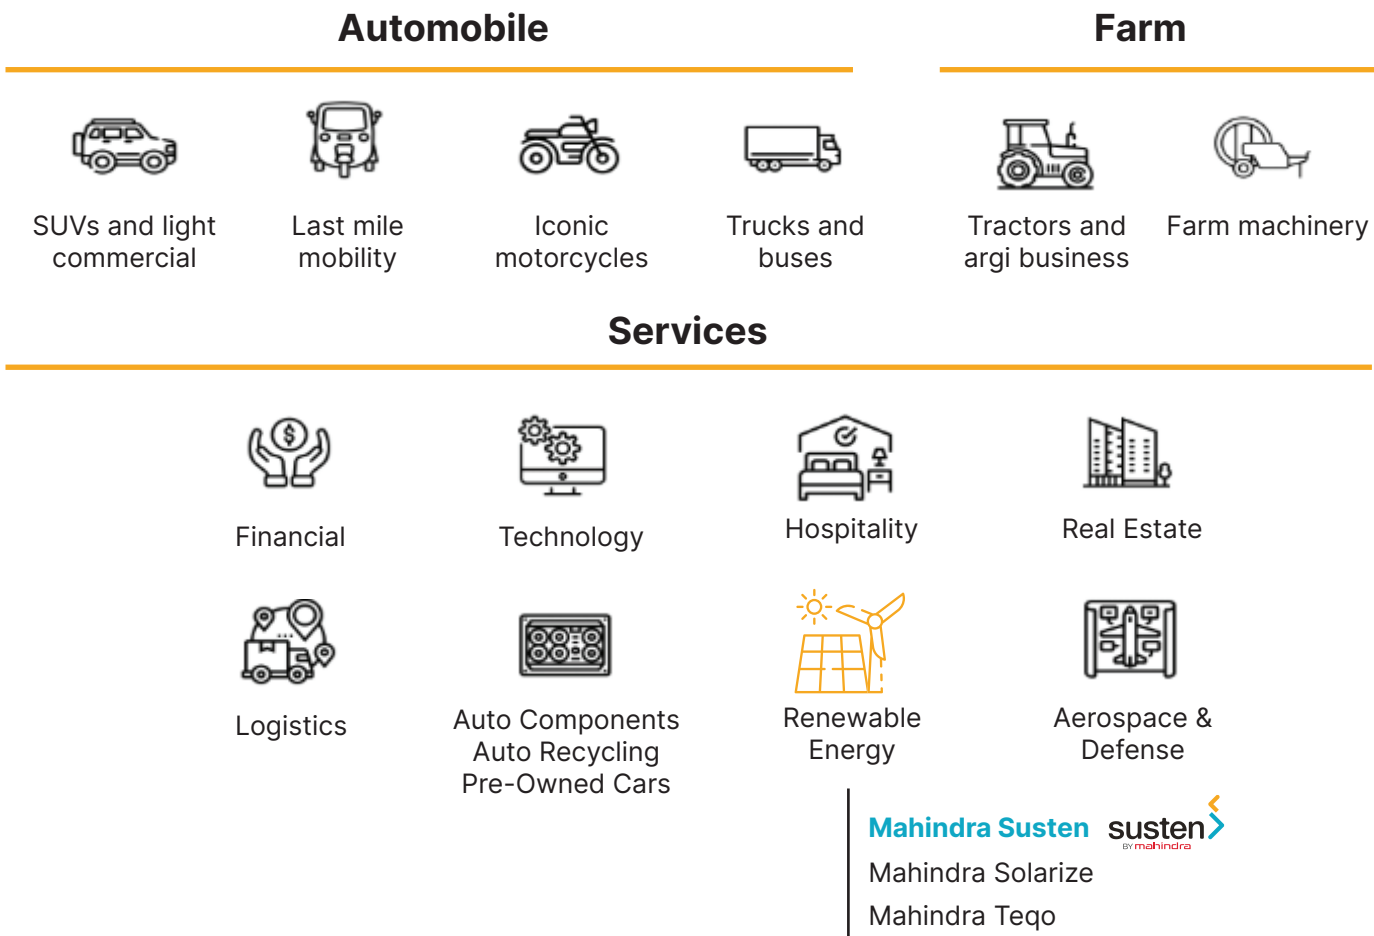 Automobile
Farm
SUVs and light
commercial
Last mile
mobility
Iconic
motorcycles
Trucks and
buses
Tractors and
argi business
Farm machinery
Services
Financial
Technology
Hospitality
Real Estate
Logistics
Auto Components
Auto Recycling
Pre-Owned Cars
Renewable
Energy
Aerospace &
Defense
Mahindra Susten
susten
BY mahindra
Mahindra Solarize
Mahindra Teqo